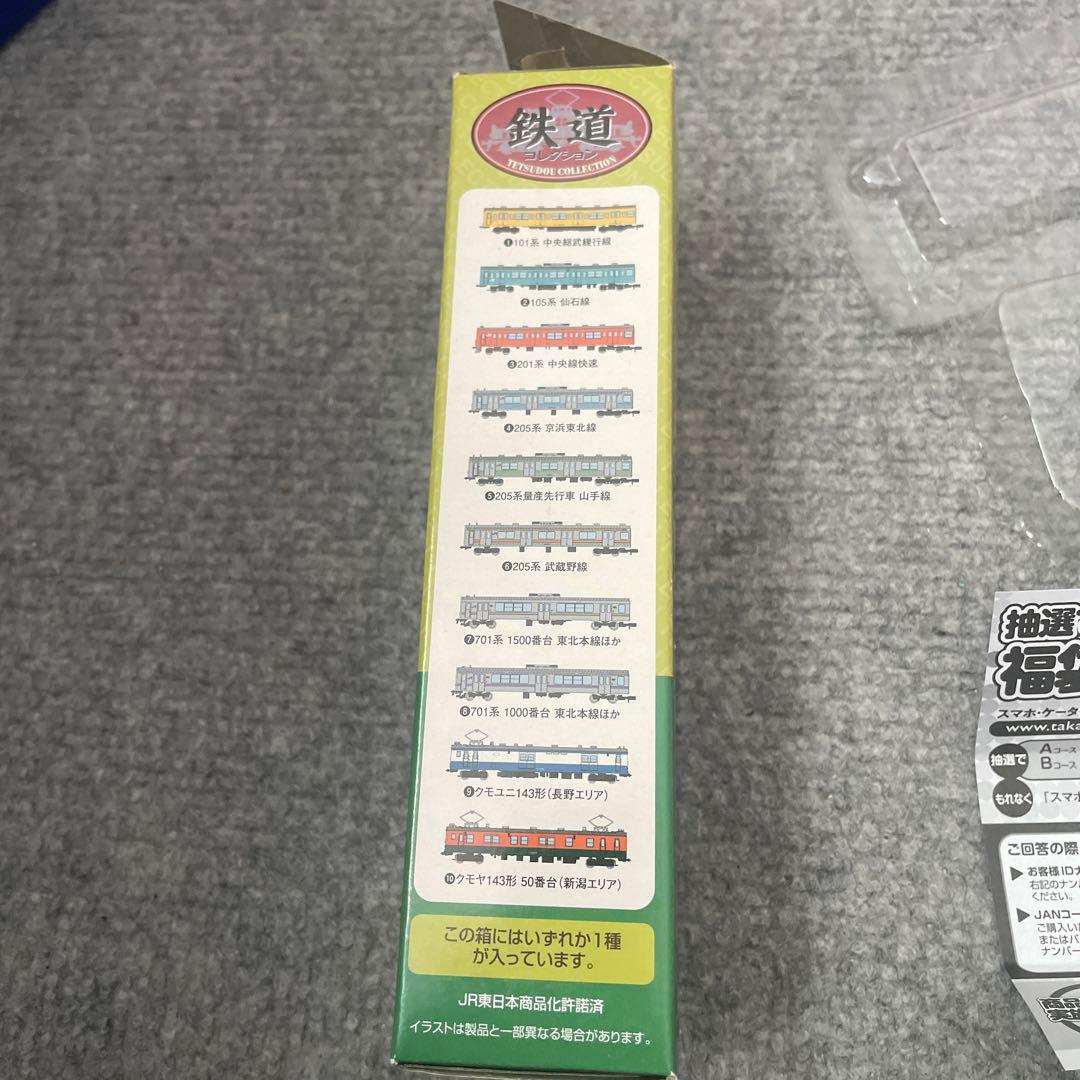 鉄道
コレクション
TETSUDOU COLLECTION
❶101系 中央総武緩行線
❷105系 仙石線
❸201系 中央線快速
❹205系 京浜東北線
❺205系量産先行車 山手線
❻205系 武蔵野線
❼701系 1500番台 東北本線ほか
❽701系 1000番台 東北本線ほか
❾クモユニ143形(長野エリア)
❿クモヤ143形 50番台(新潟エリア)
この箱にはいずれか1種
が入っています。
JR東日本商品化許諾済
イラストは製品と一部異なる場合があります。
抽選
福袋
スマホ・ケータ
www.taka
抽選で
Aコース
Bコース
もれなく
「スマホ
ご回答の際
▶お客様IDナ
右記のナン
ください。
▶JANコー
ご購入い
または
ナンバー
商品